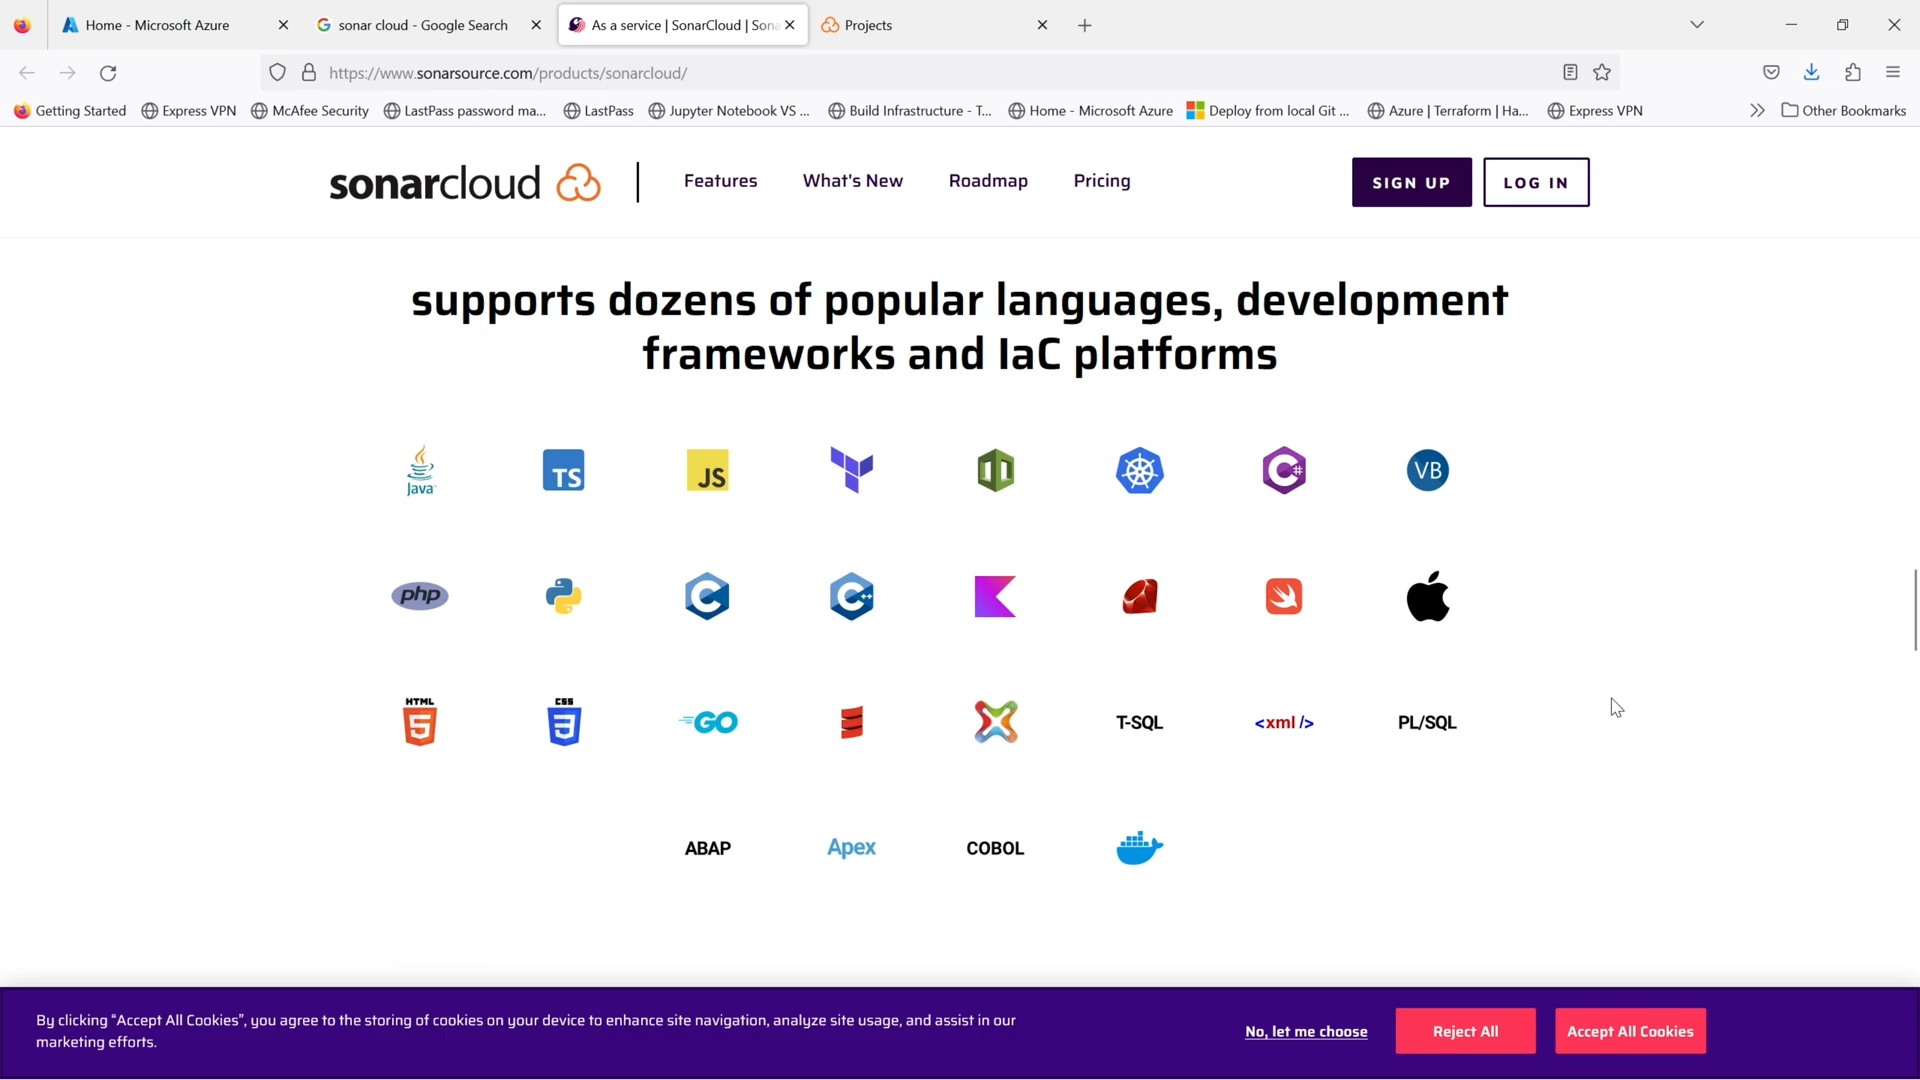 Home - Microsoft Azure
sonar cloud - Google Search
As a service | SonarCloud | Sona
Projects
https://www.sonarsource.com/products/sonarcloud/
Getting Started
Express VPN
McAfee Security
LastPass password ma...
LastPass
Jupyter Notebook VS ...
Build Infrastructure - T...
Home - Microsoft Azure
Deploy from local Git ...
Azure | Terraform | Ha...
Express VPN
Other Bookmarks
sonarcloud
Features
What's New
Roadmap
Pricing
SIGN UP
LOG IN
supports dozens of popular languages, development
frameworks and IaC platforms
Java
TS
JS
C#
VB
php
C
C++
HTML
5
CSS
3
GO
T-SQL
<xml />
PL/SQL
ABAP
Apex
COBOL
By clicking “Accept All Cookies”, you agree to the storing of cookies on your device to enhance site navigation, analyze site usage, and assist in our
marketing efforts.
No, let me choose
Reject All
Accept All Cookies